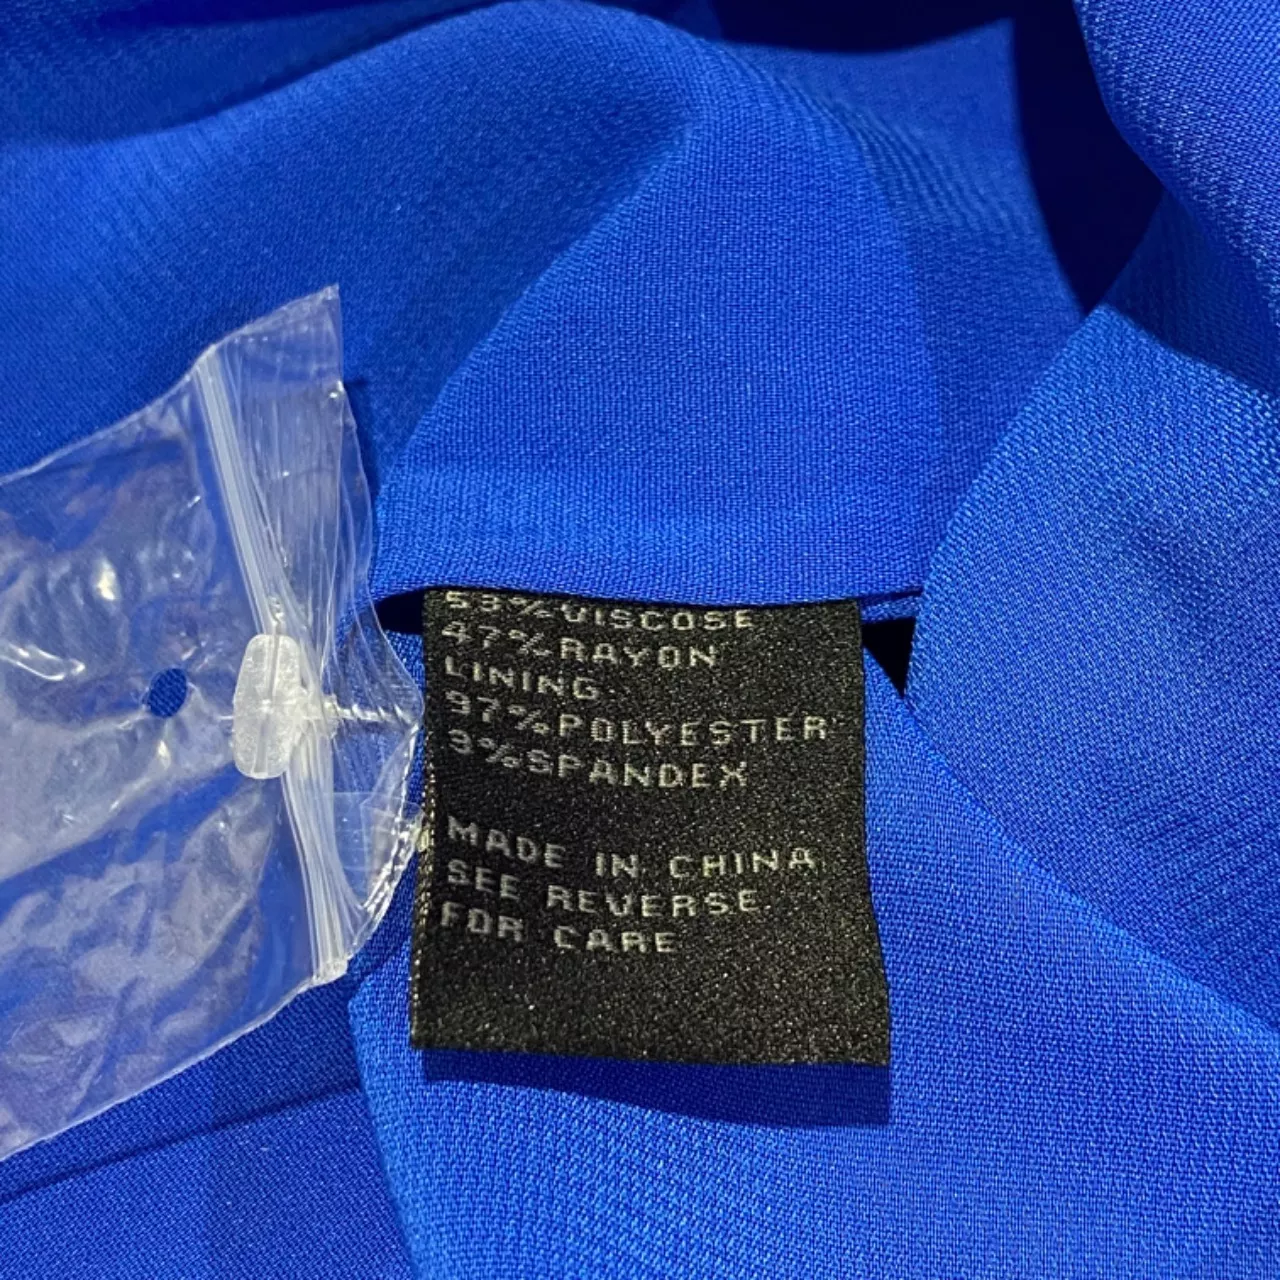 53%VISCOSE
47%RAYON
LINING
97%POLYESTER
3%SPANDEX
MADE IN CHINA
SEE REVERSE
FOR CARE